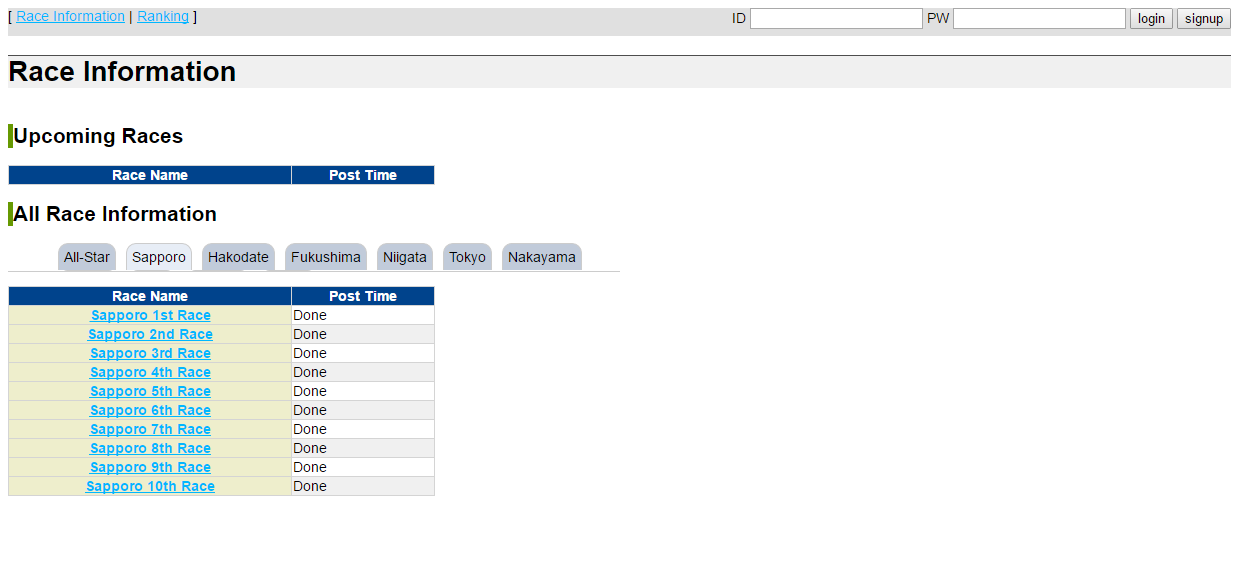 [ Race Information | Ranking ] ID PW login signup
Race Information
Upcoming Races
Race Name Post Time
All Race Information
All-Star Sapporo Hakodate Fukushima Niigata Tokyo Nakayama
Race Name Post Time
Sapporo 1st Race Done
Sapporo 2nd Race Done
Sapporo 3rd Race Done
Sapporo 4th Race Done
Sapporo 5th Race Done
Sapporo 6th Race Done
Sapporo 7th Race Done
Sapporo 8th Race Done
Sapporo 9th Race Done
Sapporo 10th Race Done